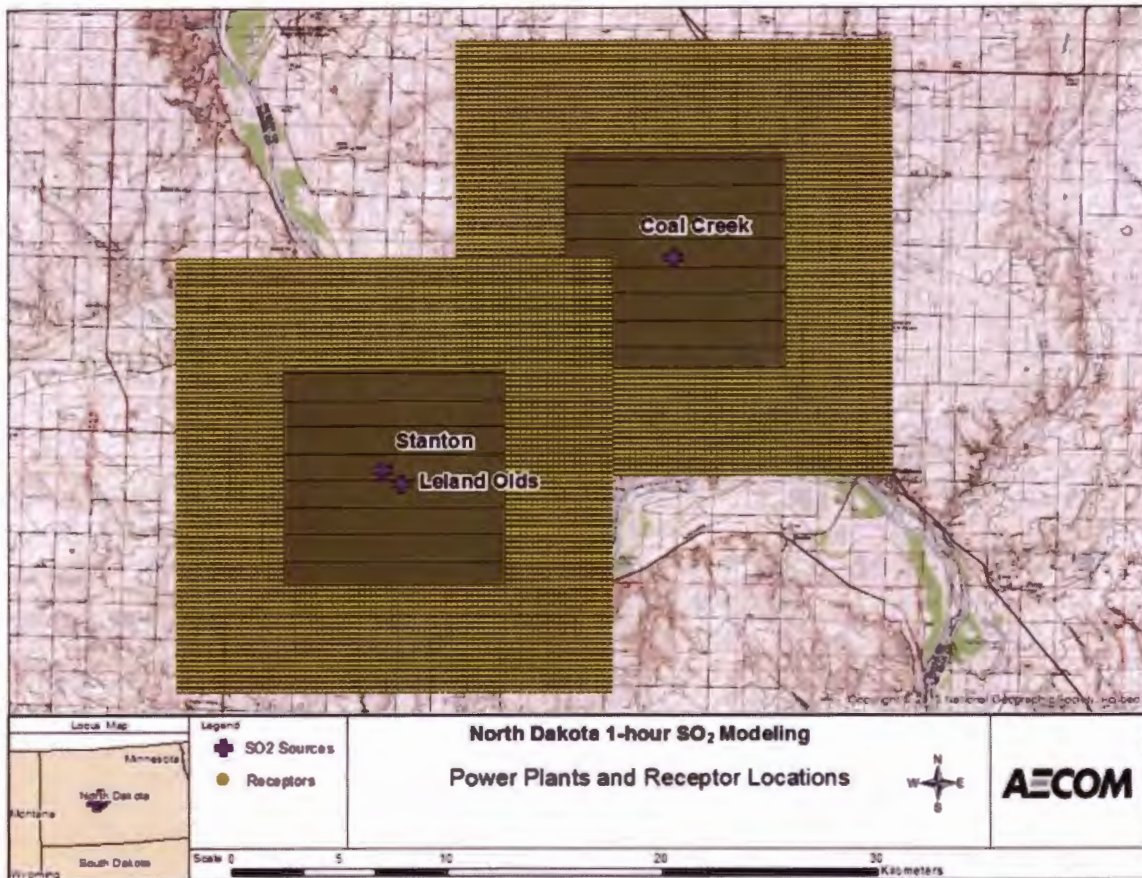 Coal Creek
Stanton
Leland Olds
Locus Map
Minnesota
North Dakota
Montana
South Dakota
Wyoming
Legend
SO2 Sources
Receptors
North Dakota 1-hour SO₂ Modeling
Power Plants and Receptor Locations
N
W E
S
AECOM
Scale 0 5 10 20 30
Kilometers